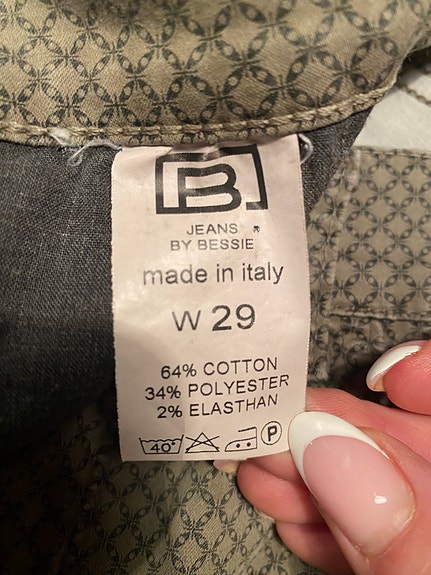 B
JEANS
BY BESSIE
made in italy
W 29
64% COTTON
34% POLYESTER
2% ELASTHAN
40° P